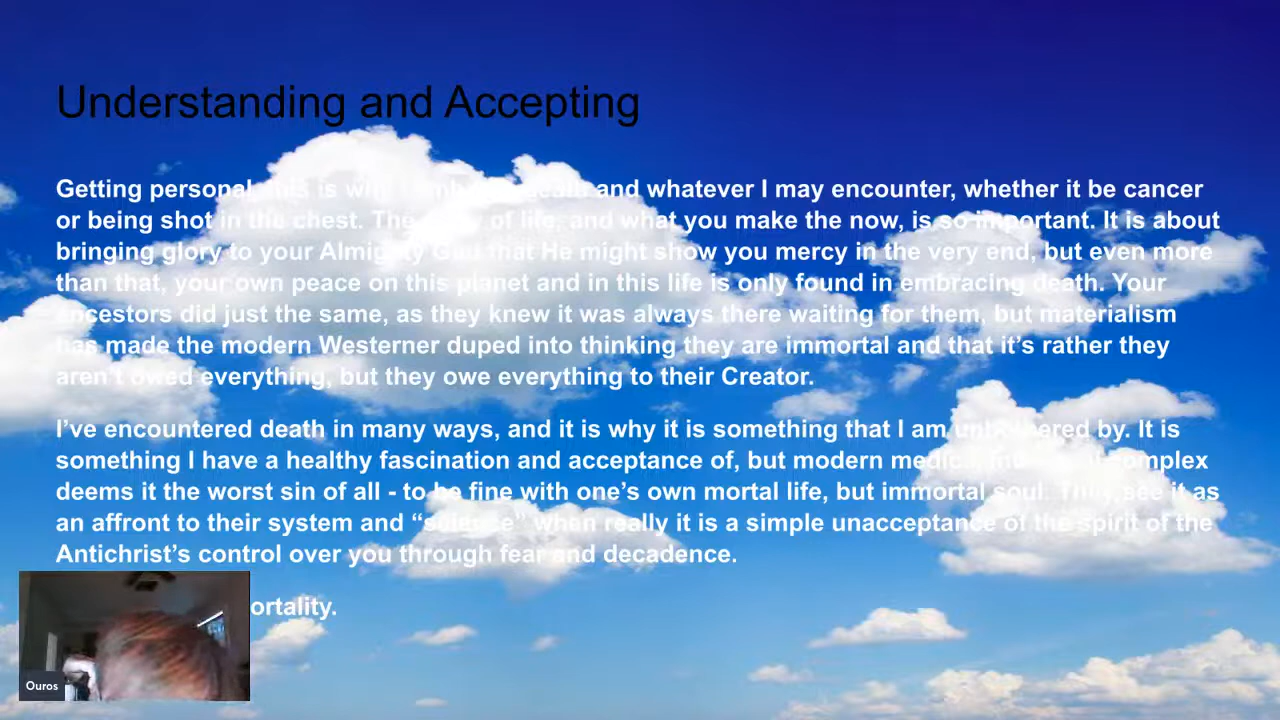 Understanding and Accepting
Getting personal, this is why I embrace death and whatever I may encounter, whether it be cancer
or being shot in the chest. The glory of life, and what you make the now, is so important. It is about
bringing glory to your Almighty God that He might show you mercy in the very end, but even more
than that, your own peace on this planet and in this life is only found in embracing death. Your
ancestors did just the same, as they knew it was always there waiting for them, but materialism
has made the modern Westerner duped into thinking they are immortal and that it’s rather they
aren’t owed everything, but they owe everything to their Creator.
I’ve encountered death in many ways, and it is why it is something that I am unbothered by. It is
something I have a healthy fascination and acceptance of, but modern complex
deems it the worst sin of all - to be fine with one’s own mortal life, but immortal soul. They see it as
an affront to their system and “science” when really it is a simple unacceptance of the spirit of the
Antichrist’s control over you through fear and decadence.
ortality.
Ouros